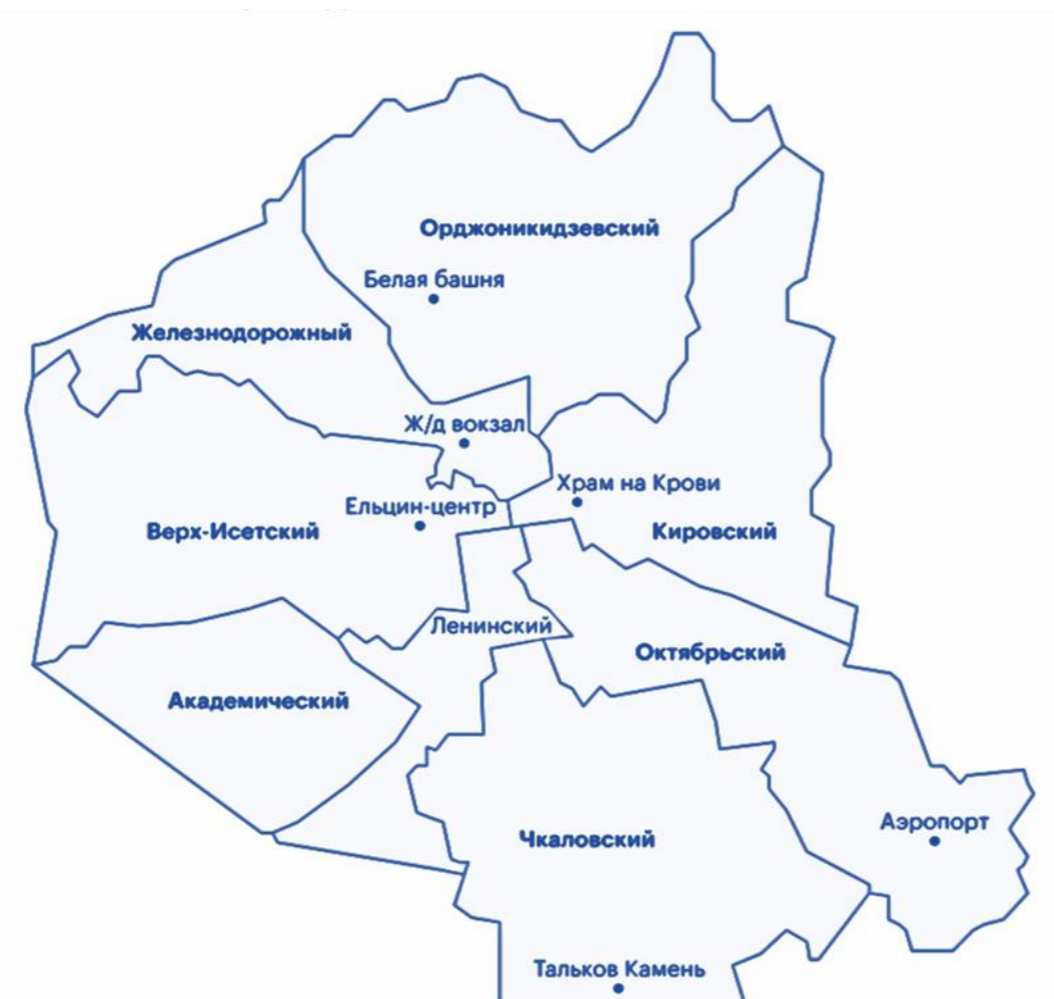 Орджоникидзевский
Белая башня
Железнодорожный
Ж/д вокзал
Храм на Крови
Ельцин-центр
Верх-Исетский
Кировский
Ленинский
Октябрьский
Академический
Аэропорт
Чкаловский
Тальков Камень